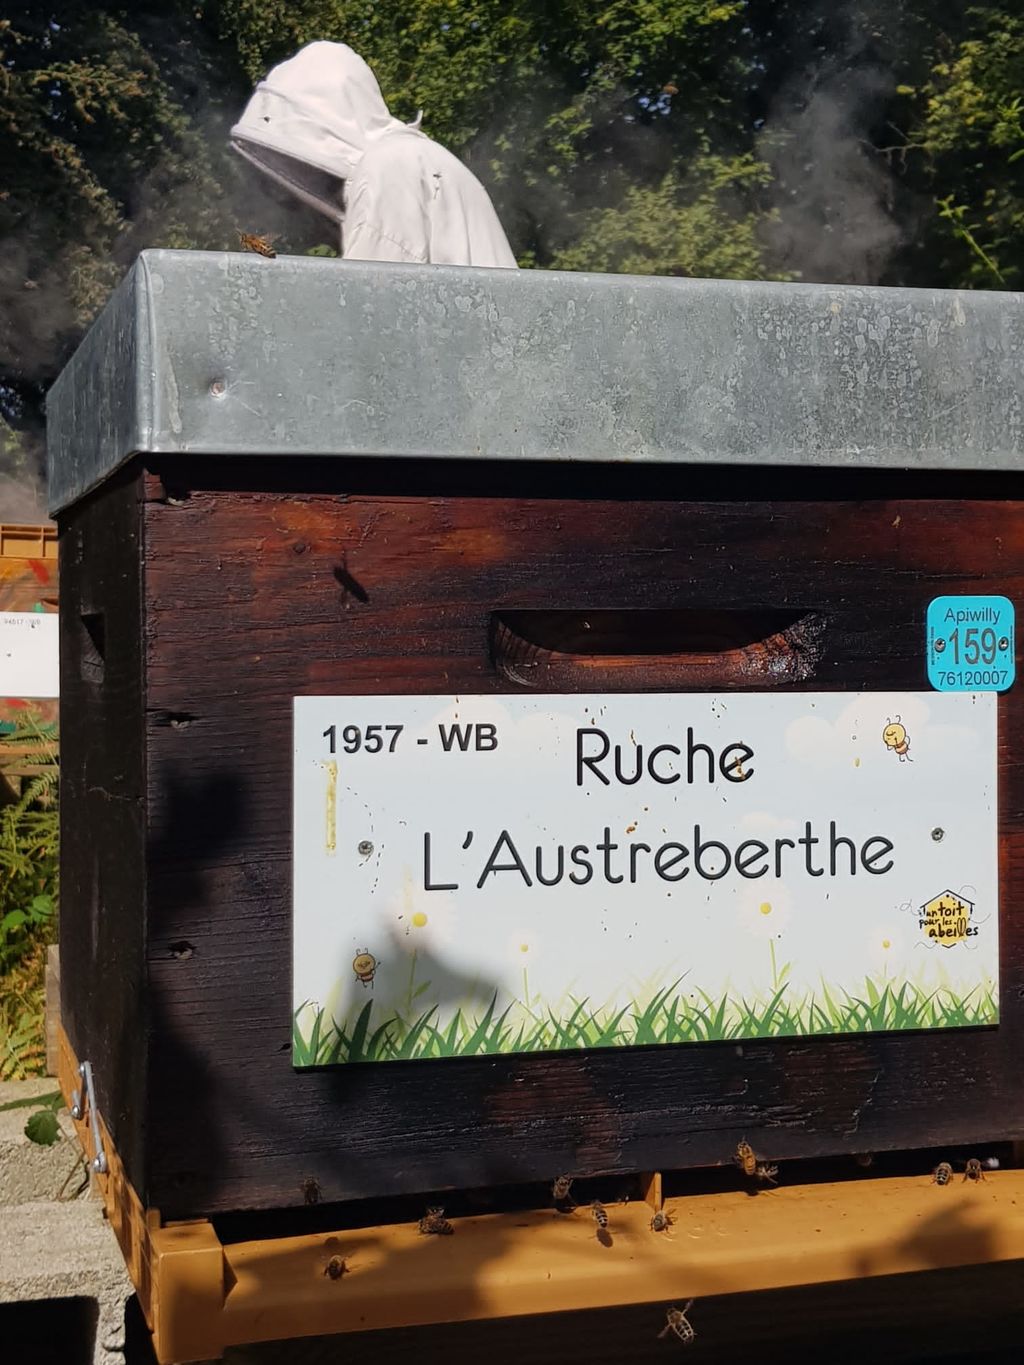 Apiwilly
159
76120007
1957 - WB
Ruche
L'Austreberthe
un toit
pour les
abeilles